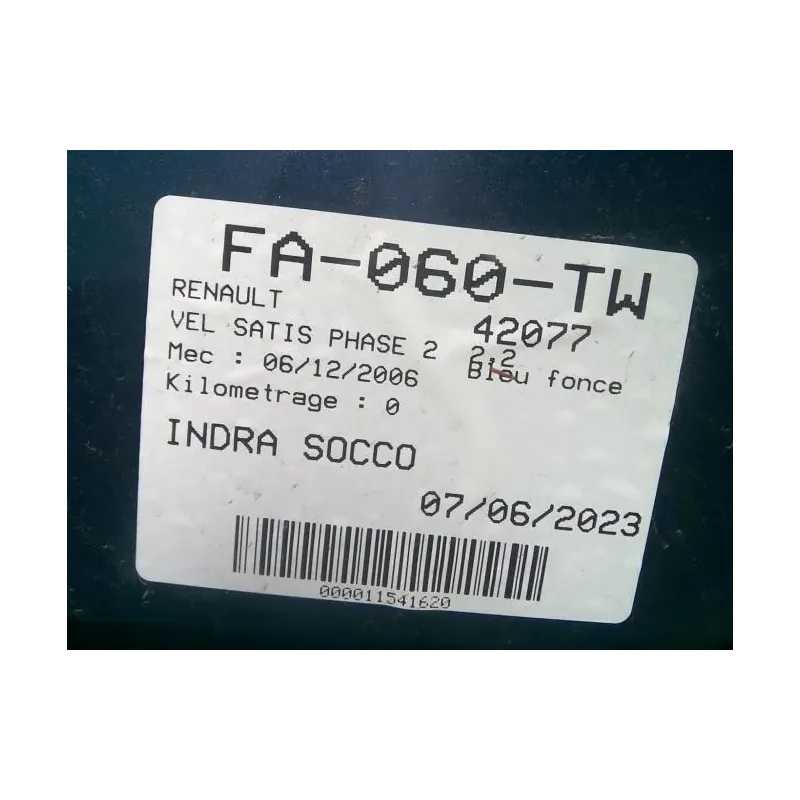 FA-060-TW
RENAULT 42077
VEL SATIS PHASE 2 2.2
Mec : 06/12/2006 Bleu fonce
Kilometrage : 0
INDRA SOCCO
07/06/2023
000011541620